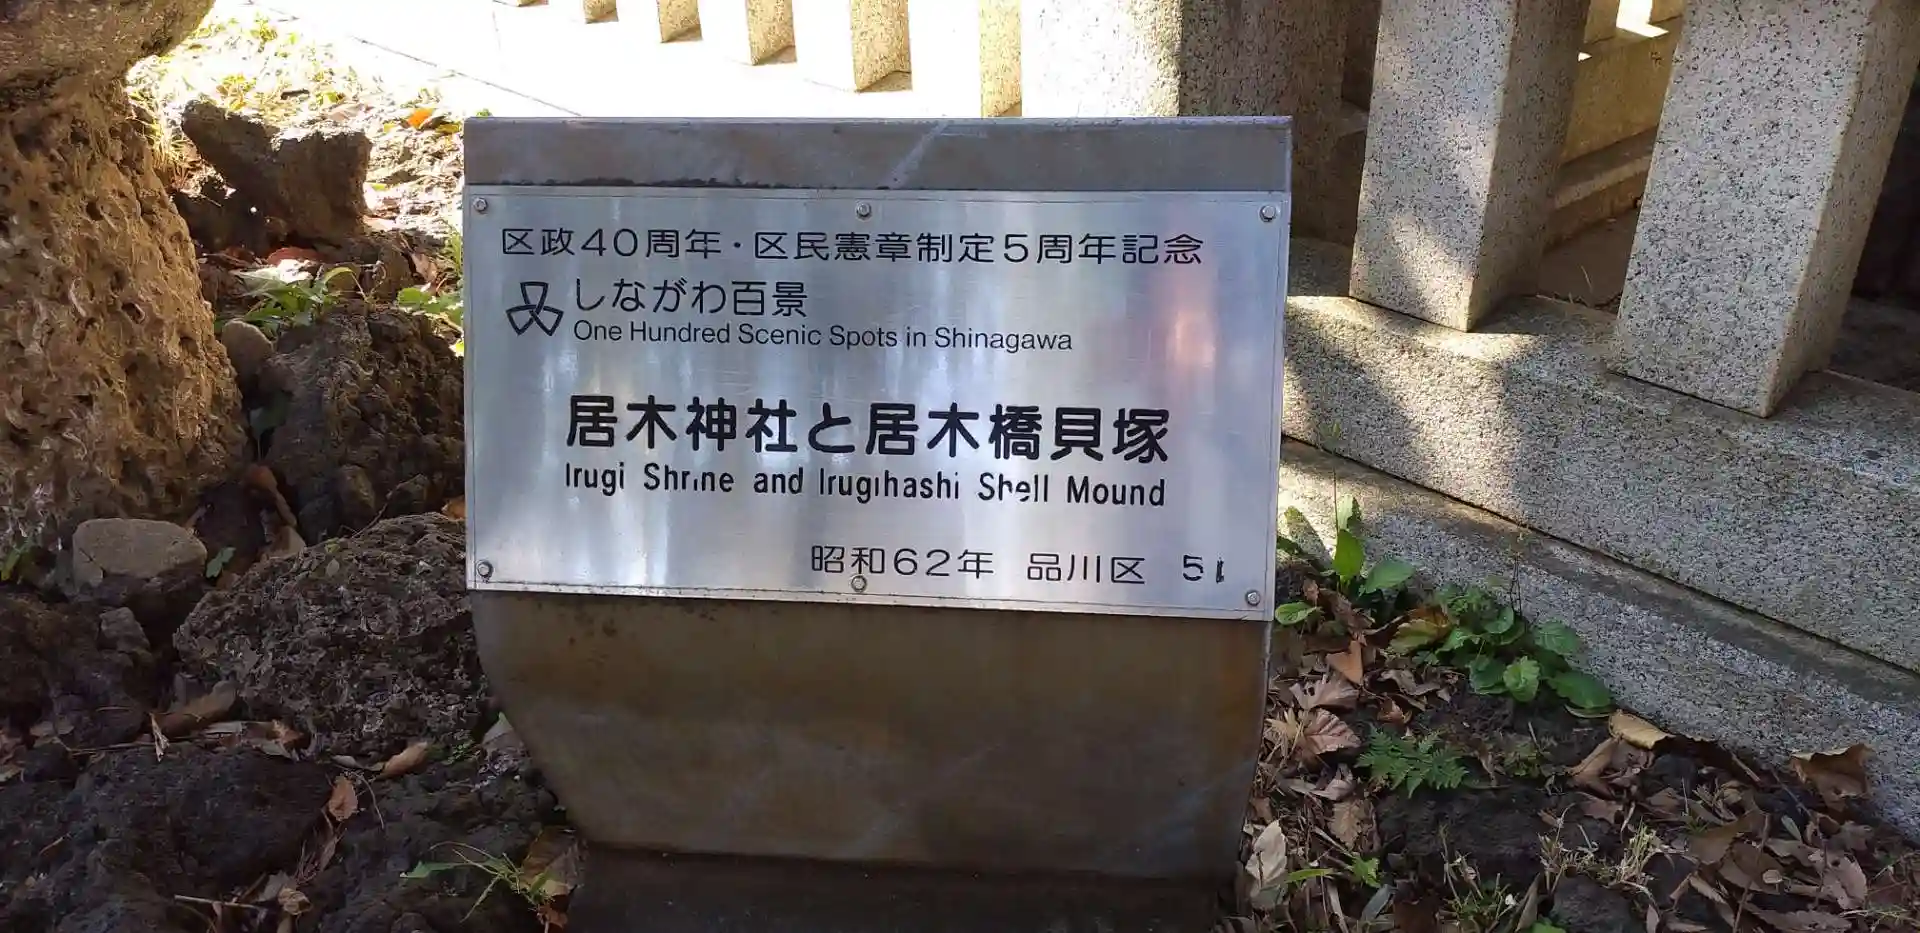 区政40周年・区民憲章制定5周年記念
しながわ百景
One Hundred Scenic Spots in Shinagawa
居木神社と居木橋貝塚
Irugi Shrine and Irugihashi Shell Mound
昭和62年 品川区 51